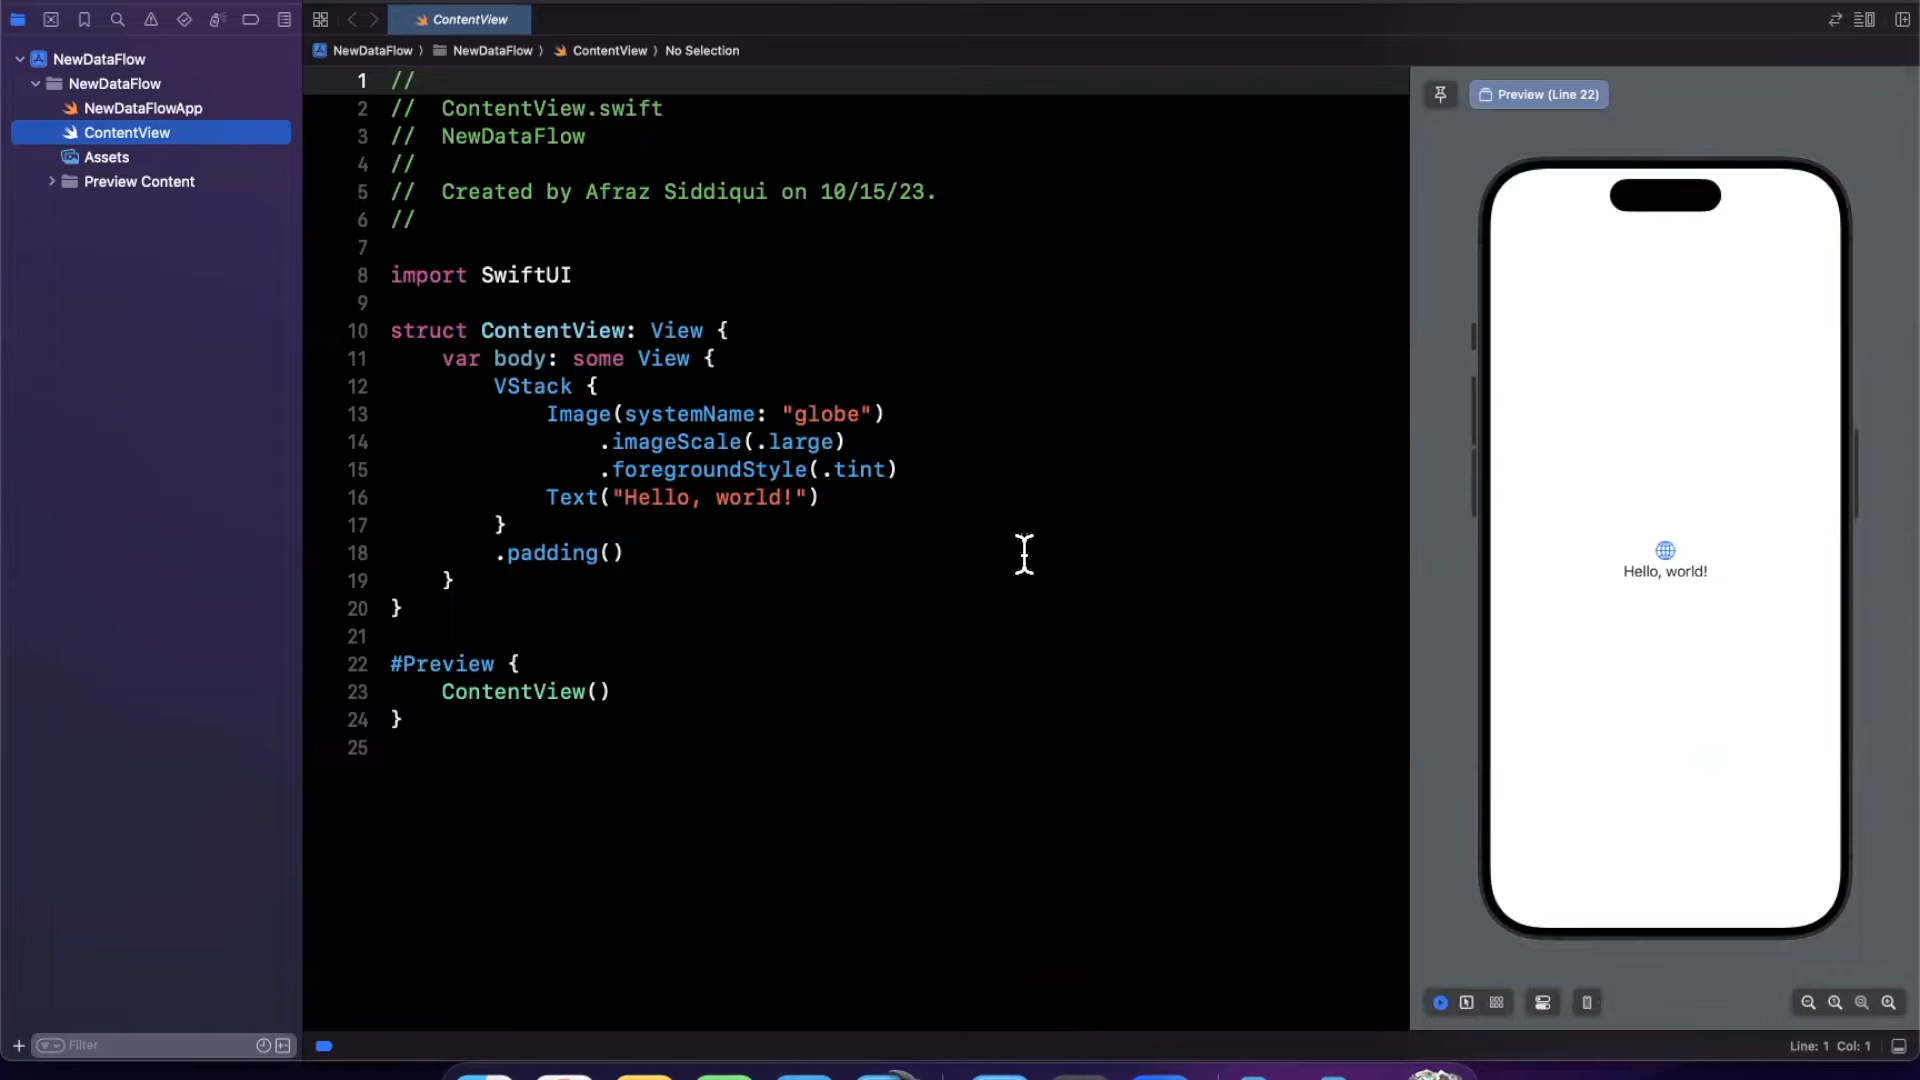 ContentView
NewDataFlow
NewDataFlow
NewDataFlowApp
ContentView
Assets
Preview Content
NewDataFlow 〉 NewDataFlow 〉 ContentView 〉 No Selection
1 //
2 //  ContentView.swift
3 //  NewDataFlow
4 //
5 //  Created by Afraz Siddiqui on 10/15/23.
6 //
7
8 import SwiftUI
9
10 struct ContentView: View {
11     var body: some View {
12         VStack {
13             Image(systemName: "globe")
14                 .imageScale(.large)
15                 .foregroundStyle(.tint)
16             Text("Hello, world!")
17         }
18         .padding()
19     }
20 }
21
22 #Preview {
23     ContentView()
24 }
25
Preview (Line 22)
Hello, world!
Filter
Line: 1  Col: 1